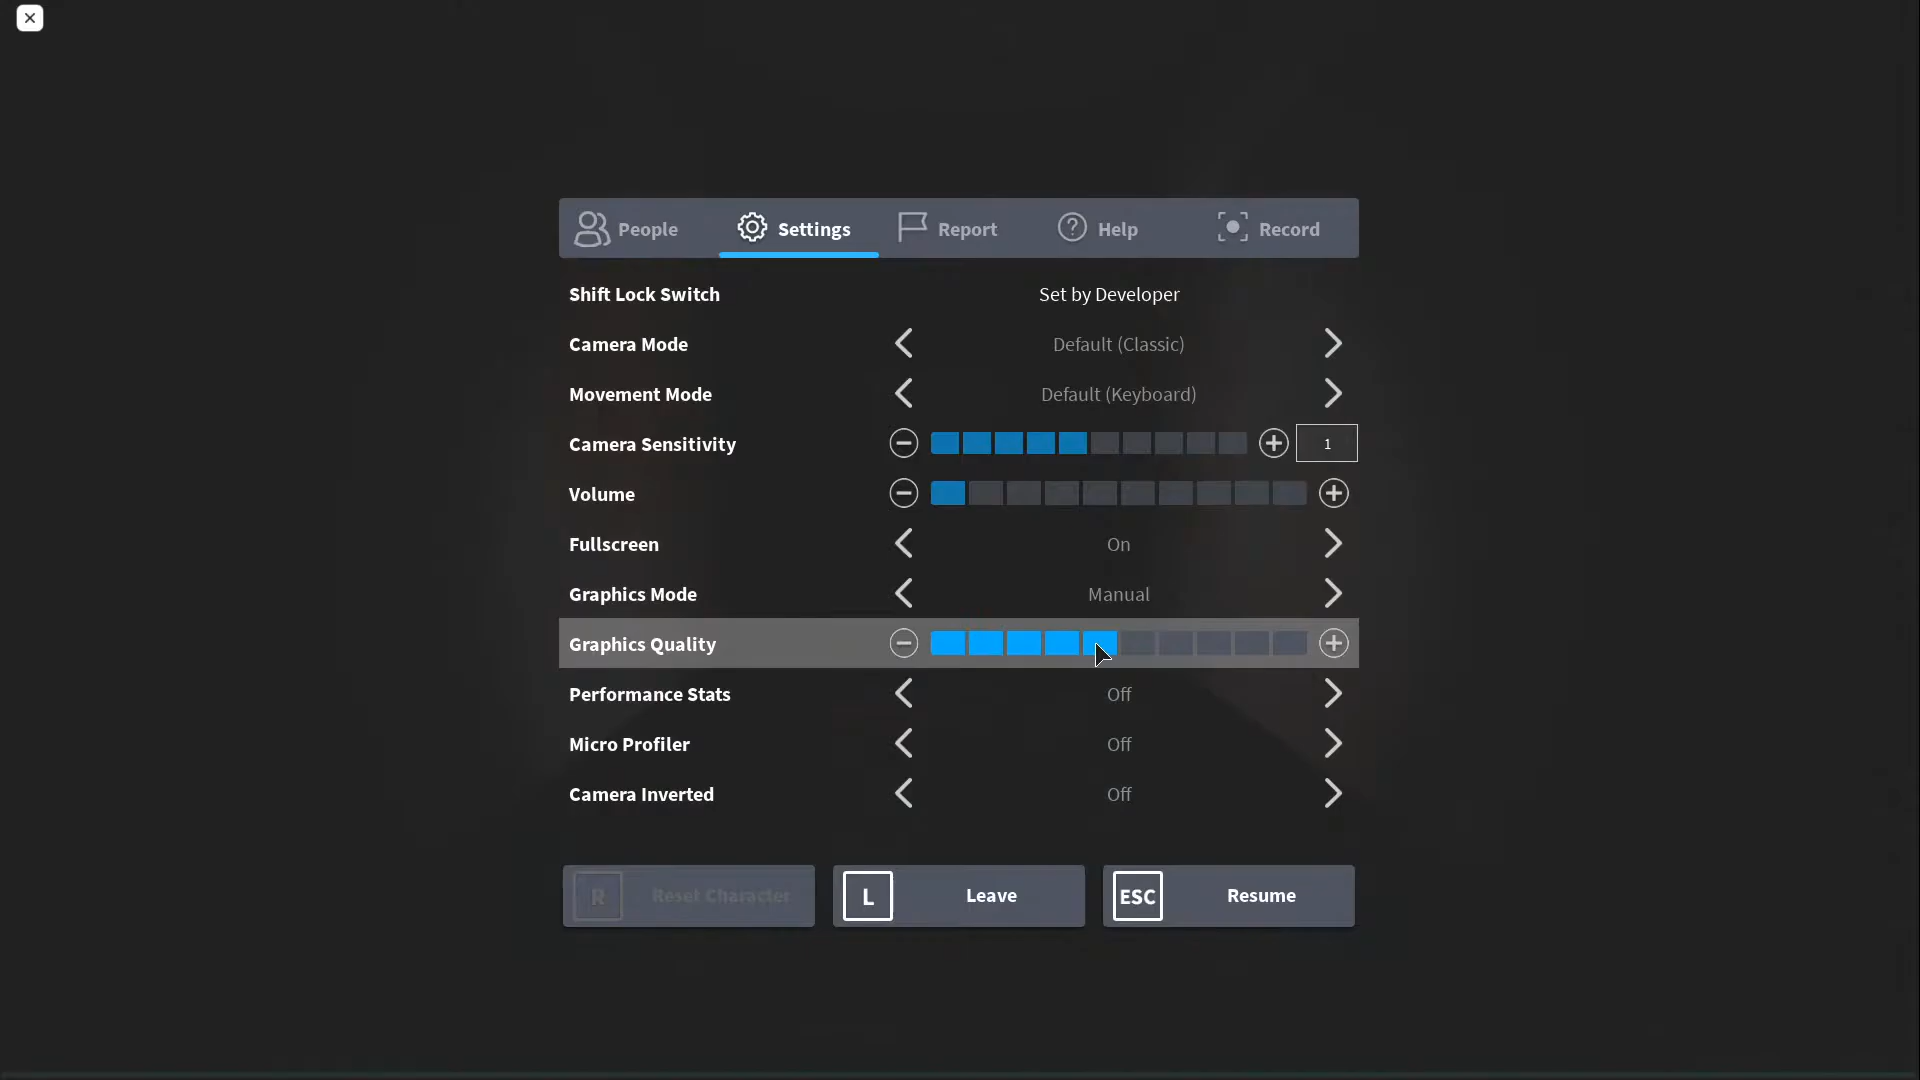 People Settings Report Help Record
Shift Lock Switch Set by Developer
Camera Mode Default (Classic)
Movement Mode Default (Keyboard)
Camera Sensitivity 1
Volume
Fullscreen On
Graphics Mode Manual
Graphics Quality
Performance Stats Off
Micro Profiler Off
Camera Inverted Off
R Reset Character L Leave ESC Resume